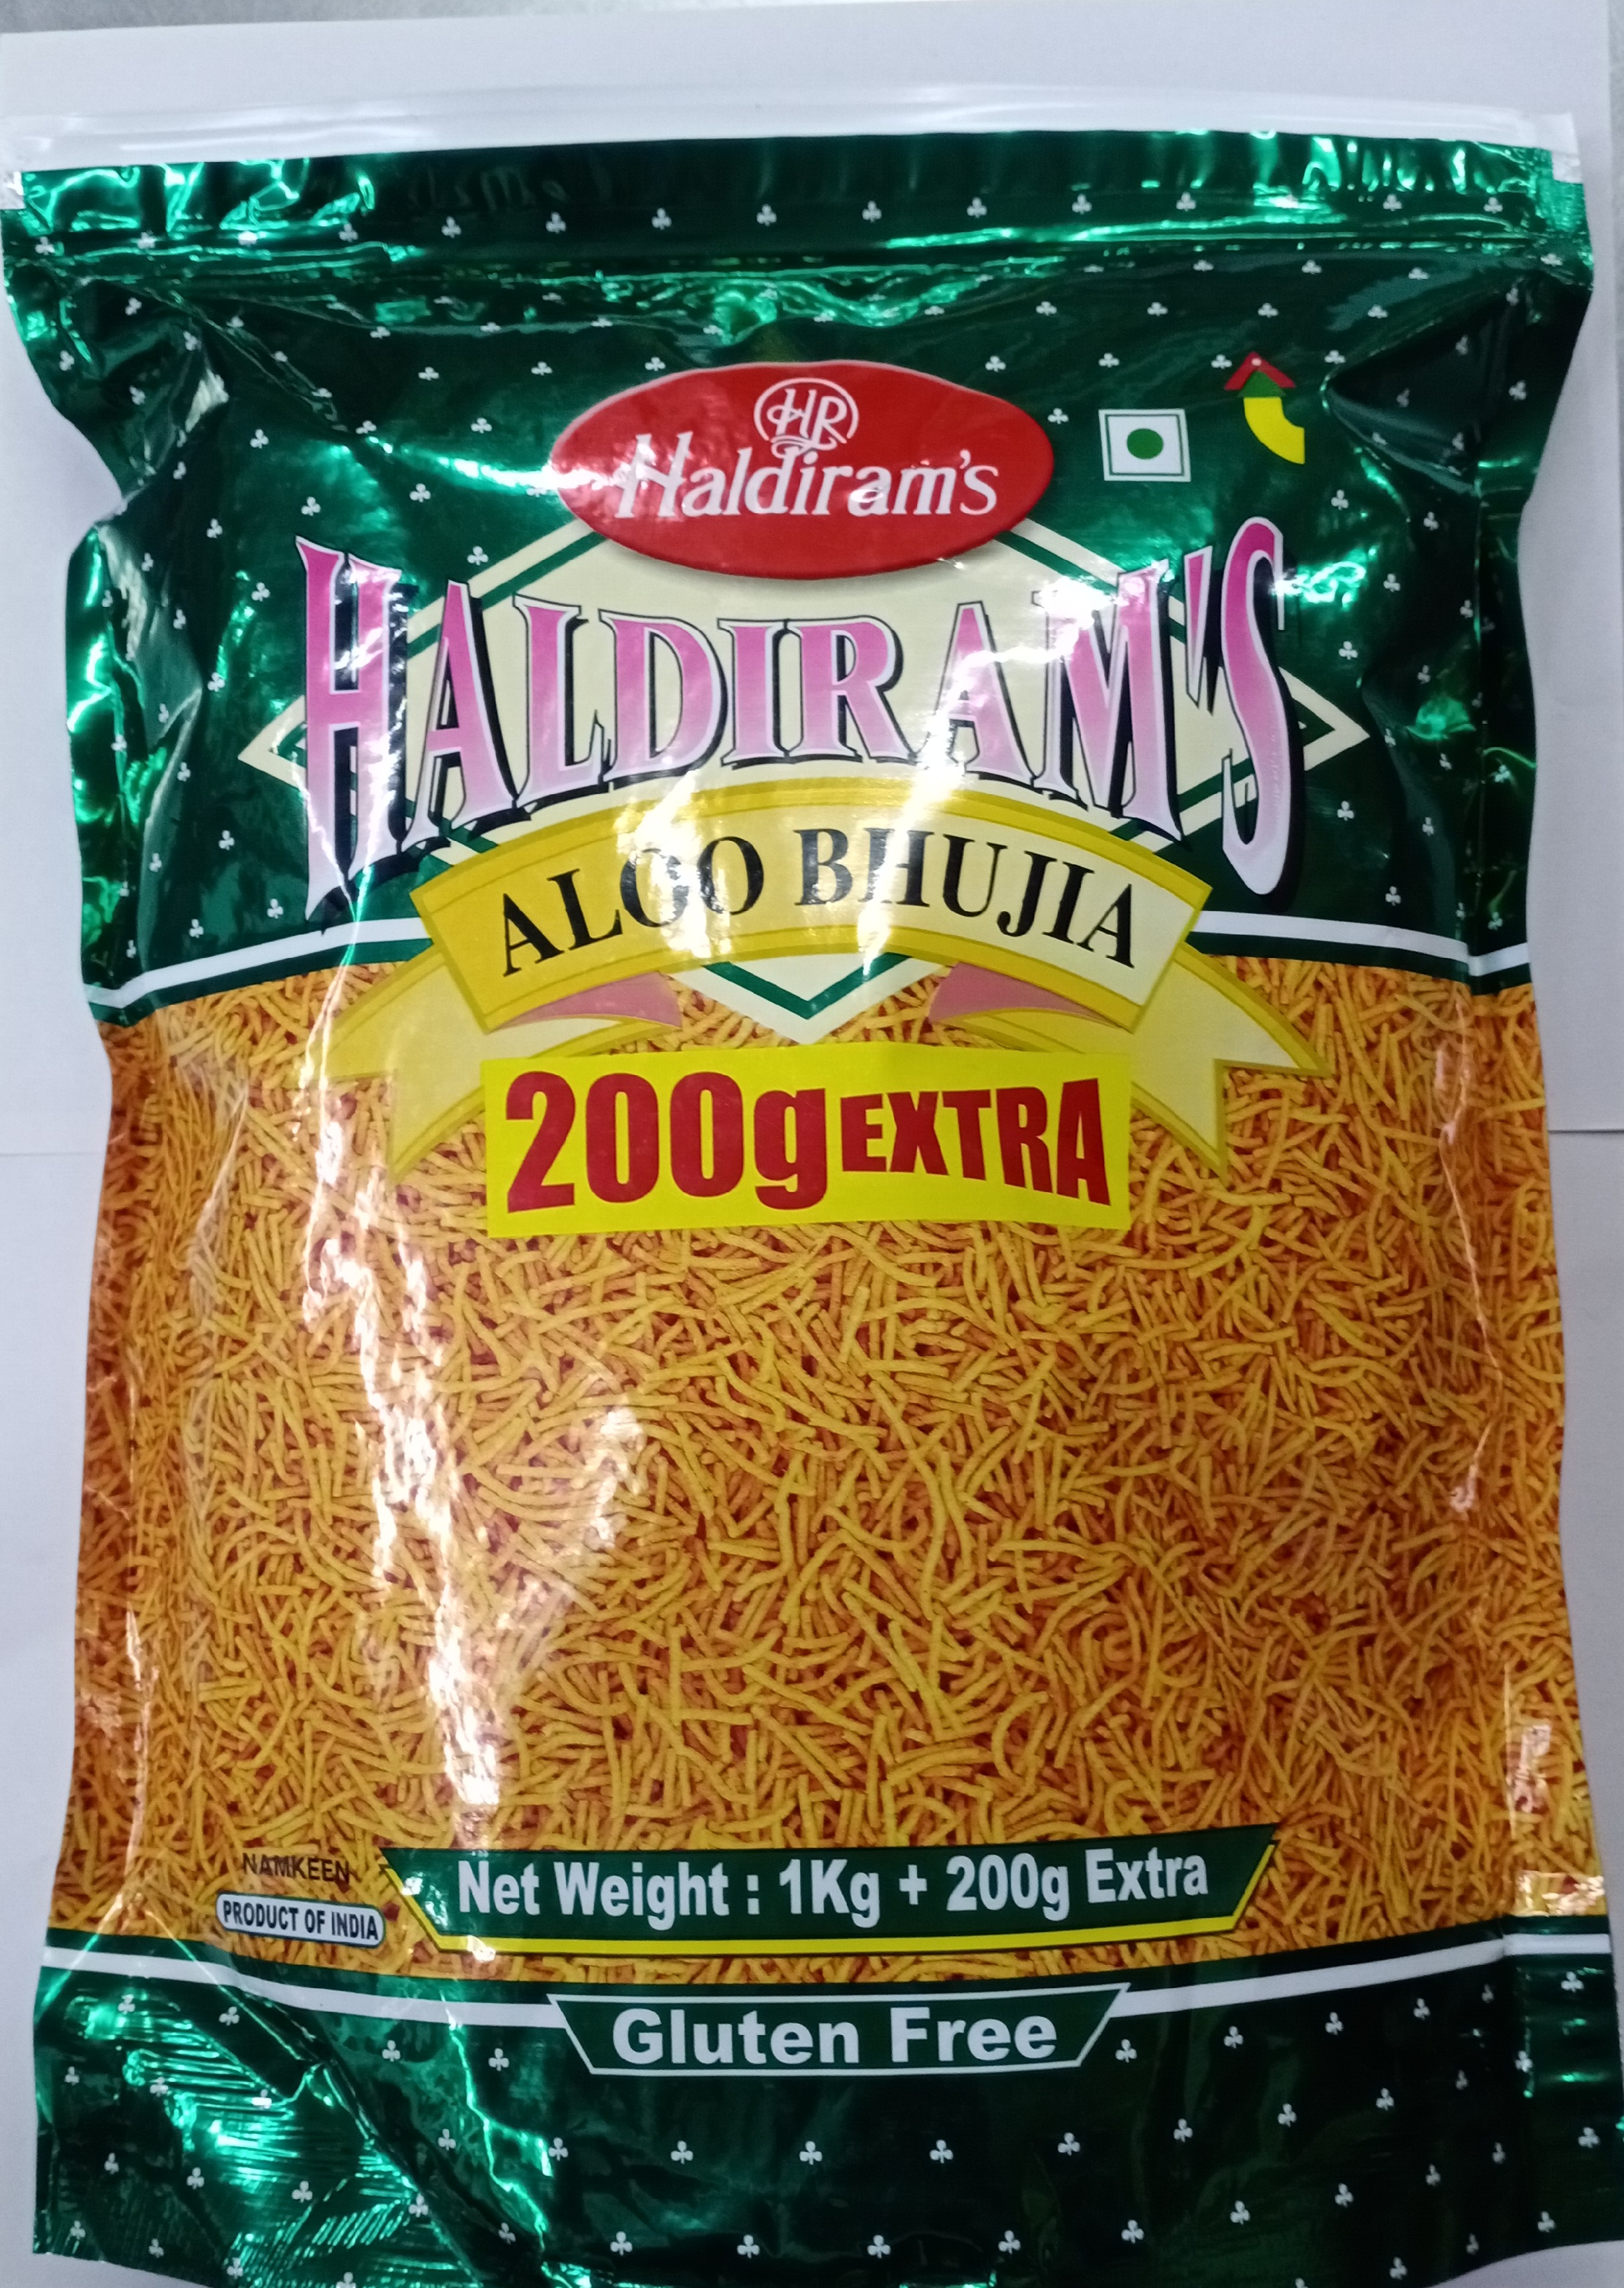 HR
Haldiram's
HALDIRAM'S
ALOO BHUJIA
200g EXTRA
NAMKEEN
PRODUCT OF INDIA
Net Weight : 1Kg + 200g Extra
Gluten Free